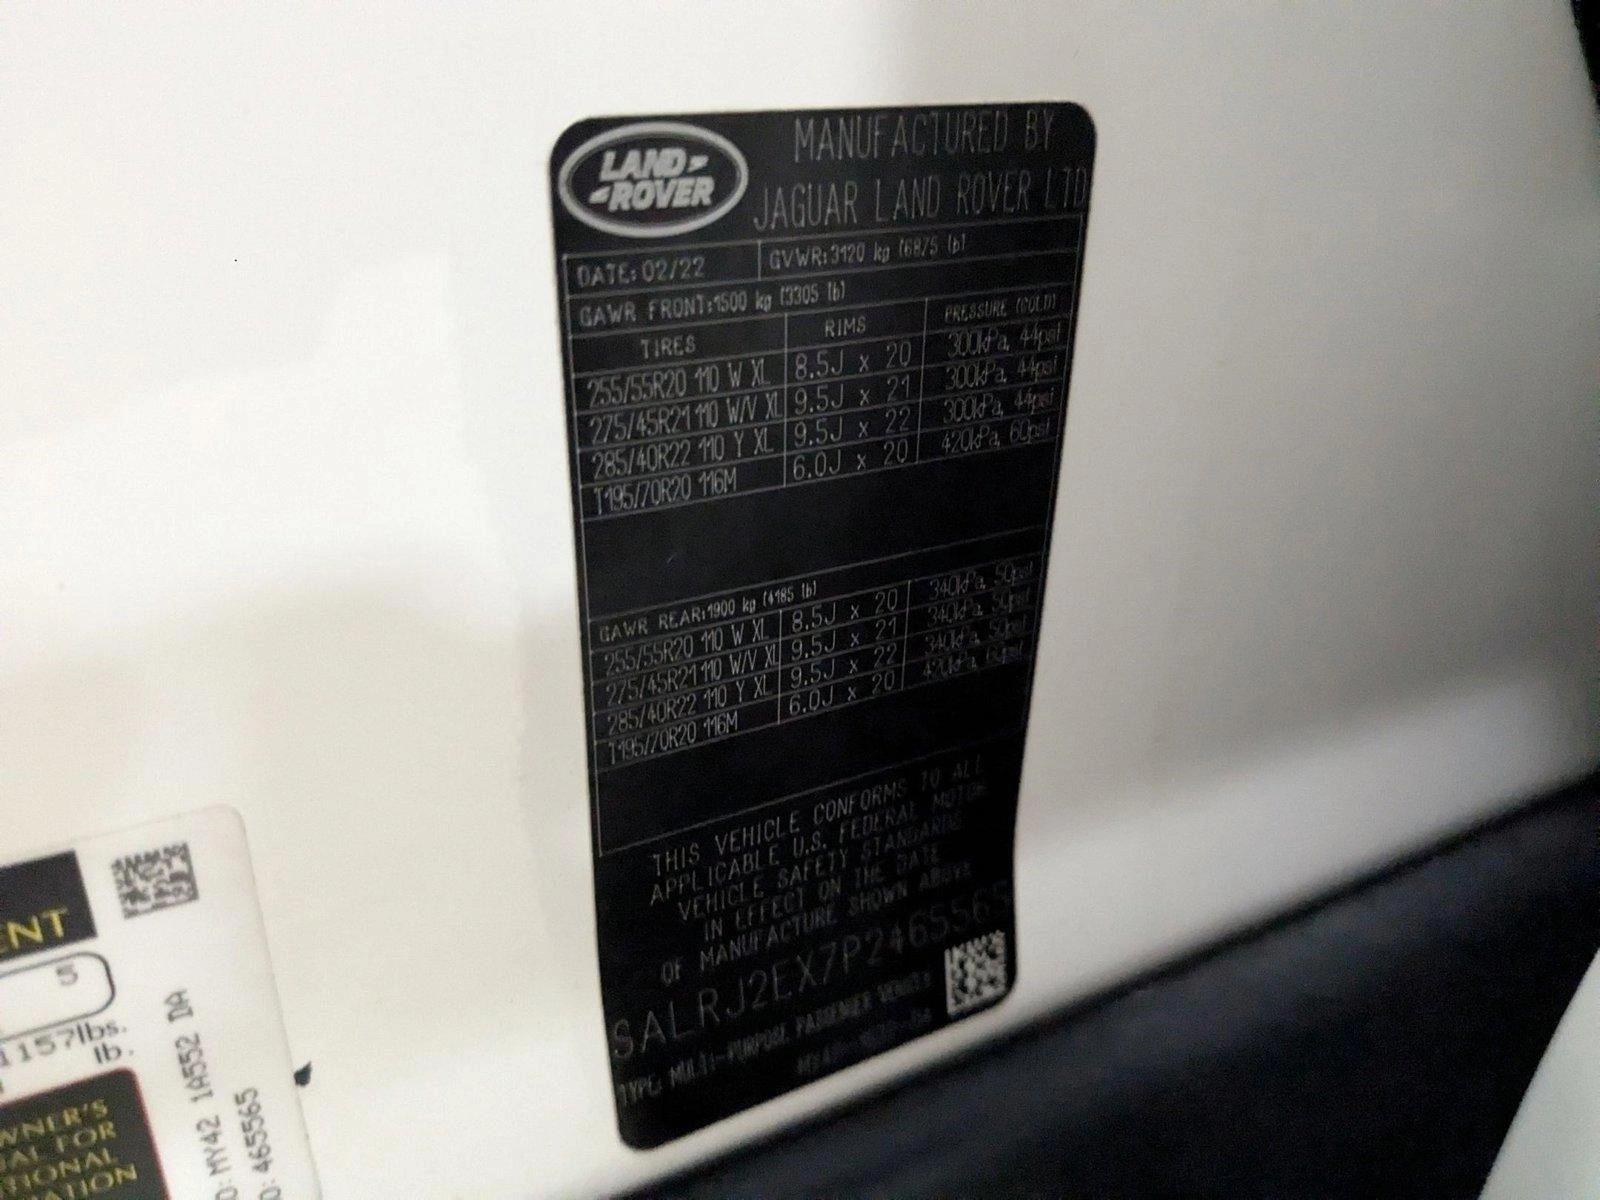 LAND
ROVER
MANUFACTURED BY
JAGUAR LAND ROVER LTD
DATE: 02/22 GVWR: 3120 kg (6875 lb)
GAWR FRONT: 1500 kg (3305 lb)
TIRES RIMS PRESSURE (COLD)
255/55R20 110 W XL 8.5J x 20 300kPa, 44psi
275/45R21 110 W/V XL 9.5J x 21 300kPa, 44psi
285/40R22 110 Y XL 9.5J x 22 300kPa, 44psi
T195/70R20 116M 6.0J x 20 420kPa, 60psi
GAWR REAR: 1900 kg (4185 lb)
255/55R20 110 W XL 8.5J x 20 340kPa, 50psi
275/45R21 110 W/V XL 9.5J x 21 340kPa, 50psi
285/40R22 110 Y XL 9.5J x 22 340kPa, 50psi
T195/70R20 116M 6.0J x 20 420kPa, 60psi
THIS VEHICLE CONFORMS TO ALL
APPLICABLE U.S. FEDERAL MOTOR
VEHICLE SAFETY STANDARDS
IN EFFECT ON THE DATE
OF MANUFACTURE SHOWN ABOVE
SALRJ2EX7P2465565
TYPE: MULTI-PURPOSE PASSENGER VEHICLE
ENT
5
1157lbs.
lb.
WNER'S
AL FOR
TIONAL
MATION
D: MY42 1A552 DA
D: 465565